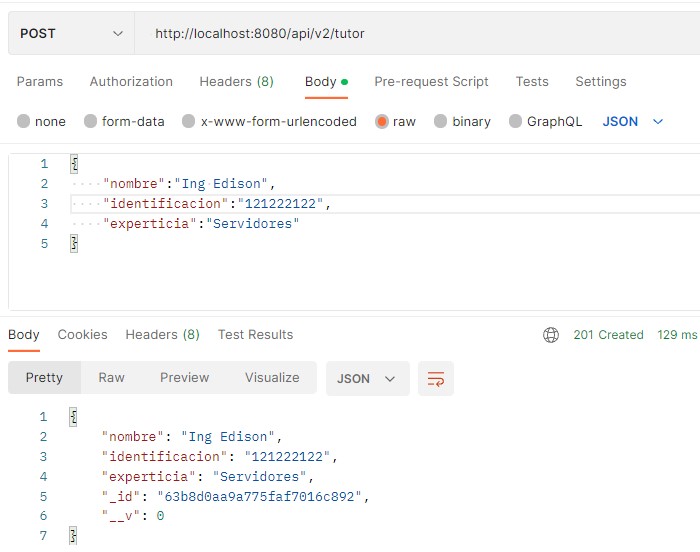 POST http://localhost:8080/api/v2/tutor
Params Authorization Headers (8) Body Pre-request Script Tests Settings
none form-data x-www-form-urlencoded raw binary GraphQL JSON
1 {
2 "nombre":"Ing Edison",
3 "identificacion":"121222122",
4 "experticia":"Servidores"
5 }
Body Cookies Headers (8) Test Results 201 Created 129 ms
Pretty Raw Preview Visualize JSON
1 {
2 "nombre": "Ing Edison",
3 "identificacion": "121222122",
4 "experticia": "Servidores",
5 "_id": "63b8d0aa9a775faf7016c892",
6 "__v": 0
7 }